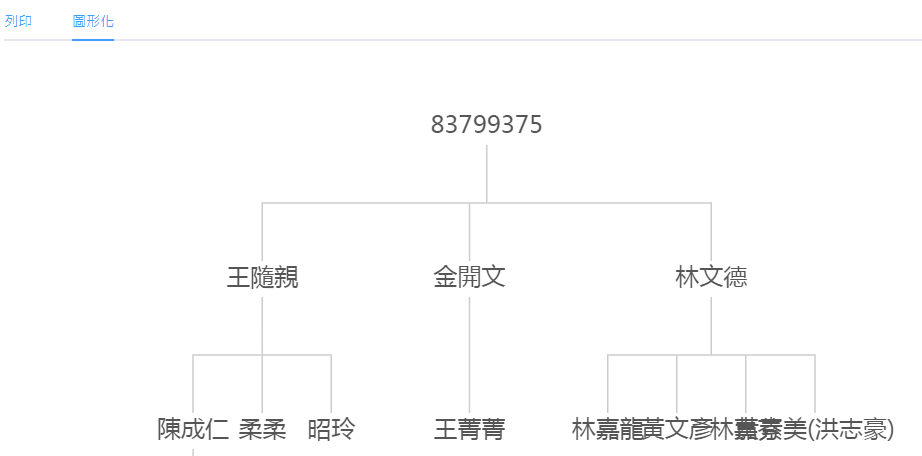 列印 圖形化
83799375
王隨親 金開文 林文德
陳成仁 柔柔 昭玲 王菁菁 林嘉龍 黃文彥 美(洪志豪)